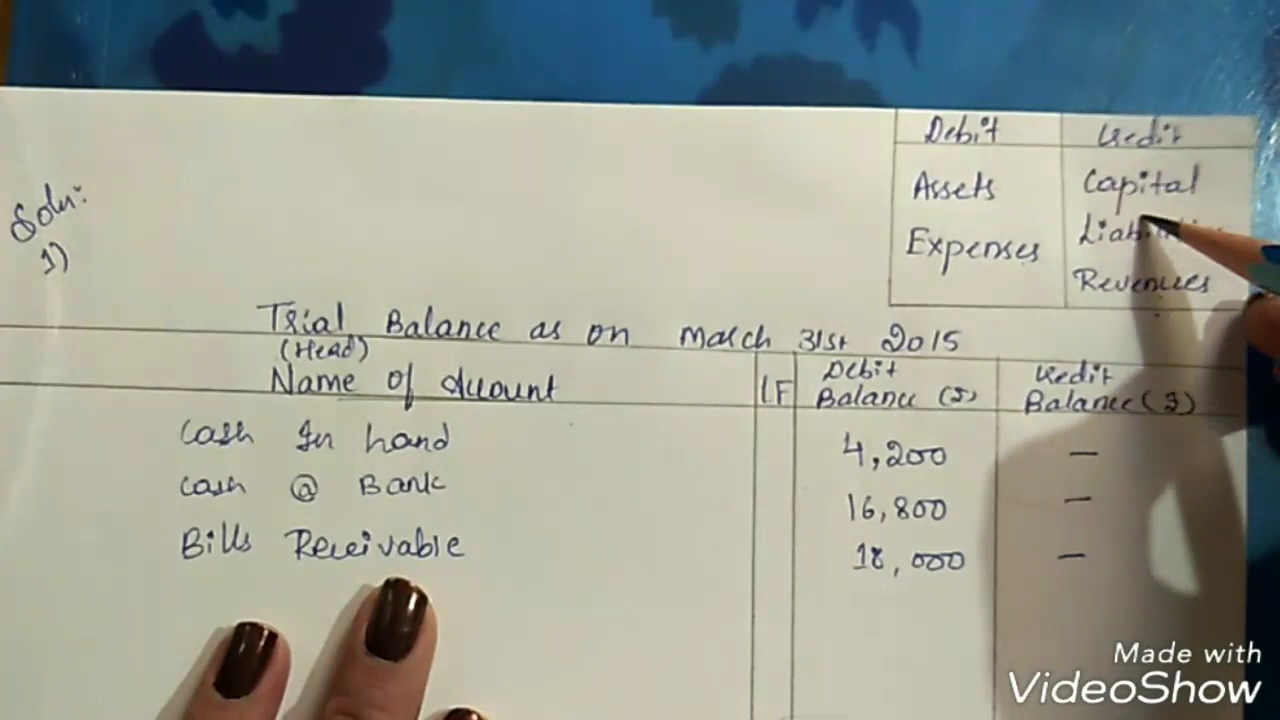 Debit Credit
Assets Capital
Expenses
Revenues
Soln:
1)
Trial Balance as on March 31st 2015
(Head)
Name of Account LF Debit Balance (₹) Credit Balance (₹)
Cash In hand 4,200 —
Cash @ Bank 16,800 —
Bills Receivable 18,000 —
Made with
VideoShow